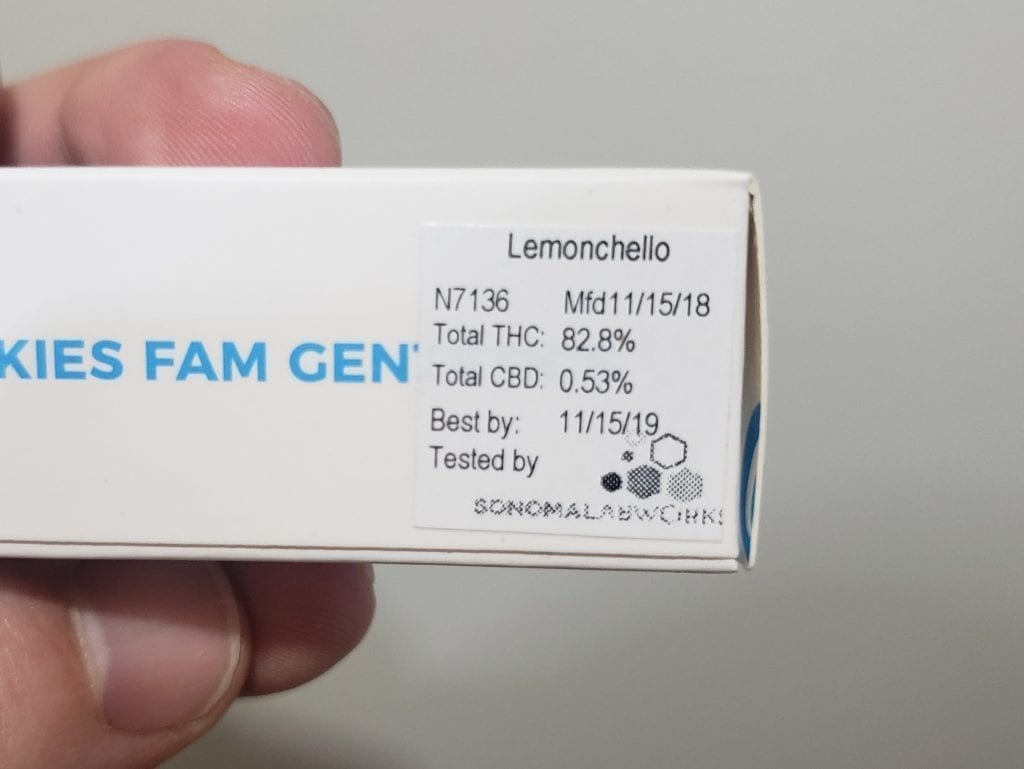 KIES FAM GEN
Lemonchello
N7136 Mfd11/15/18
Total THC: 82.8%
Total CBD: 0.53%
Best by: 11/15/19
Tested by
SONOMALABWORKS